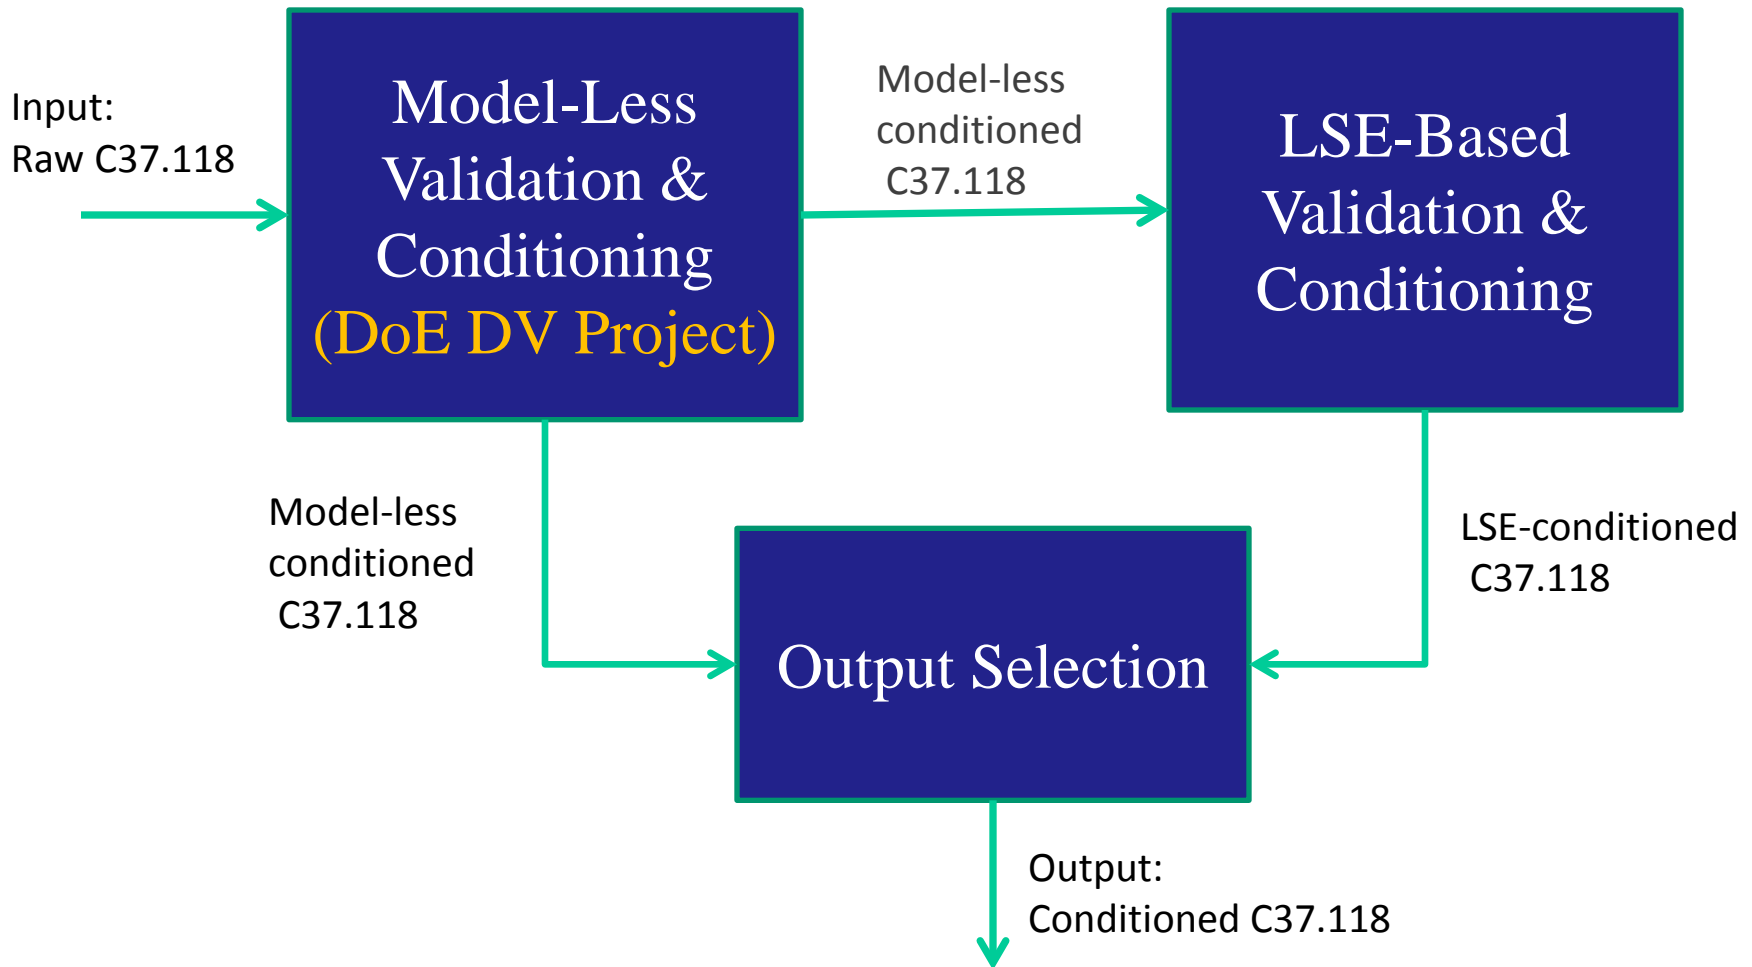 Input:
Raw C37.118
Model-Less
Validation &
Conditioning
(DoE DV Project)
Model-less
conditioned
C37.118
LSE-Based
Validation &
Conditioning
Model-less
conditioned
C37.118
Output Selection
LSE-conditioned
C37.118
Output:
Conditioned C37.118